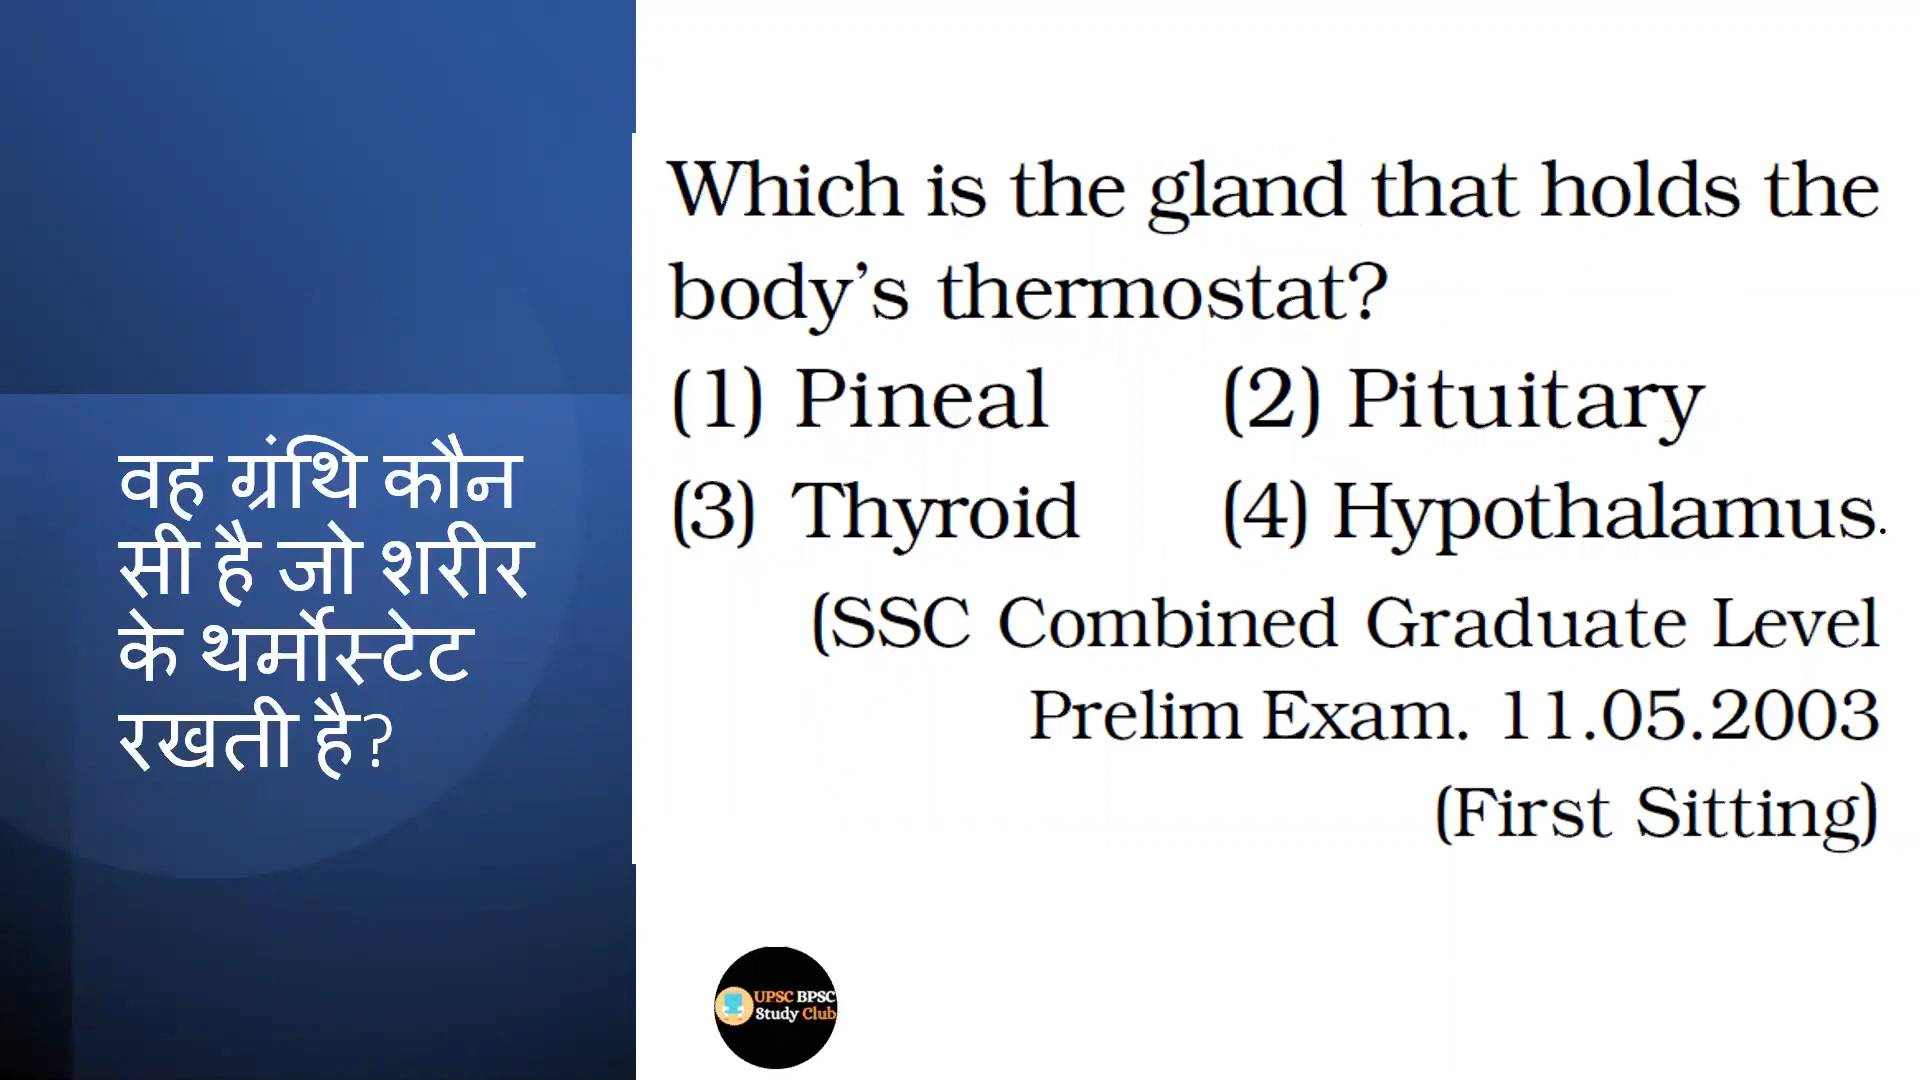 वह ग्रंथि कौन
सी है जो शरीर
के थर्मोस्टेट
रखती है?
Which is the gland that holds the
body’s thermostat?
(1) Pineal (2) Pituitary
(3) Thyroid (4) Hypothalamus.
(SSC Combined Graduate Level
Prelim Exam. 11.05.2003
(First Sitting)
UPSC BPSC
Study Club